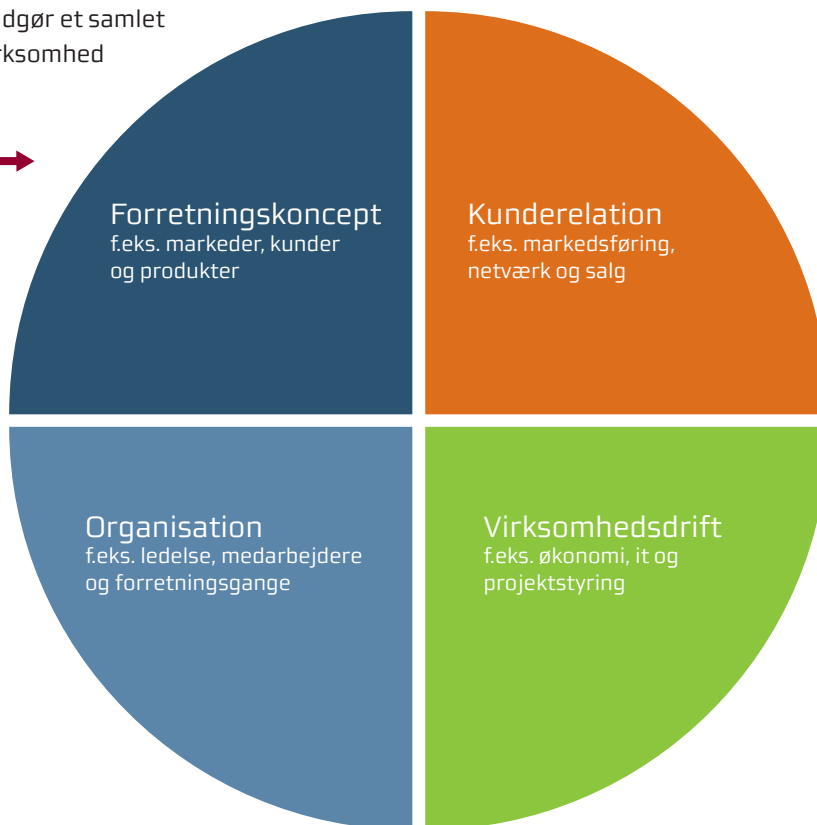 dgør et samlet
rksomhed
Forretningskoncept
f.eks. markeder, kunder
og produkter
Kunderelation
f.eks. markedsføring,
netværk og salg
Organisation
f.eks. ledelse, medarbejdere
og forretningsgange
Virksomhedsdrift
f.eks. økonomi, it og
projektstyring